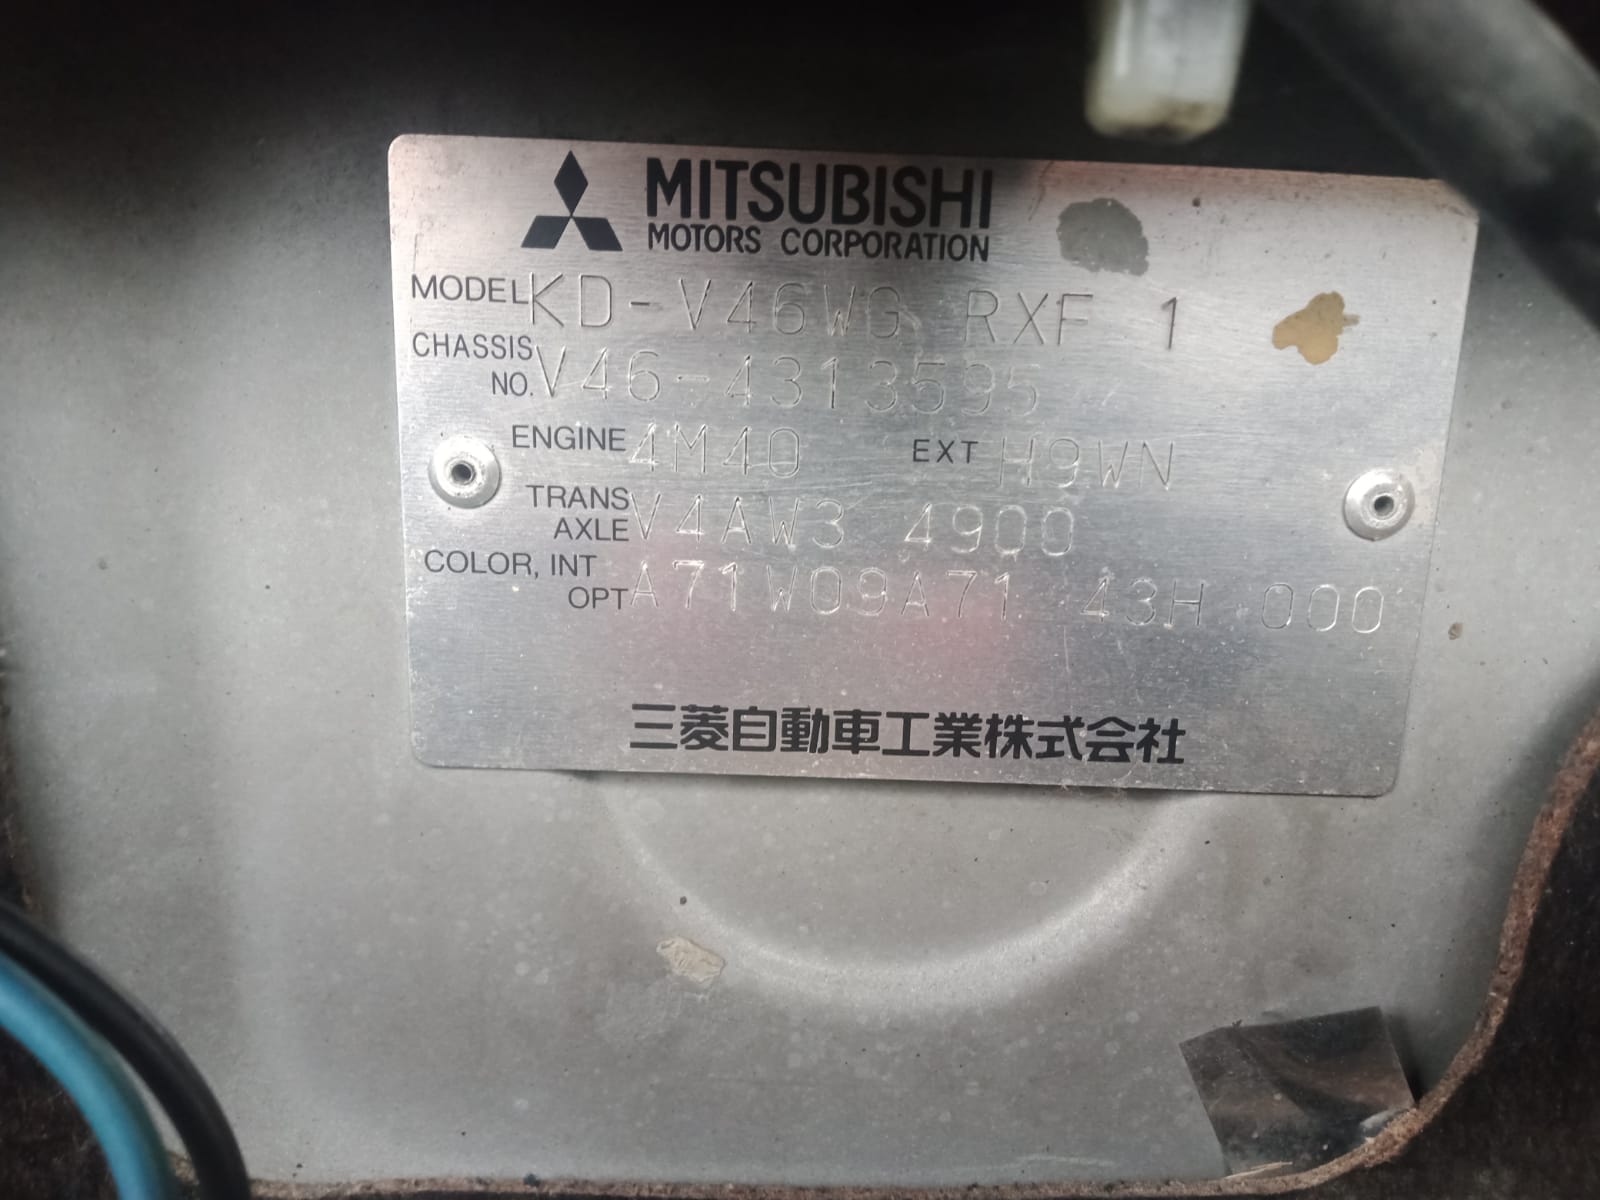 MITSUBISHI
MOTORS CORPORATION
MODEL KD-V46WG RXF 1
CHASSIS NO. V46-4313595
ENGINE 4M40 EXT H9WN
TRANS AXLE V4AW3 4900
COLOR, INT OPT A71W09A71 43H 000
三菱自動車工業株式会社